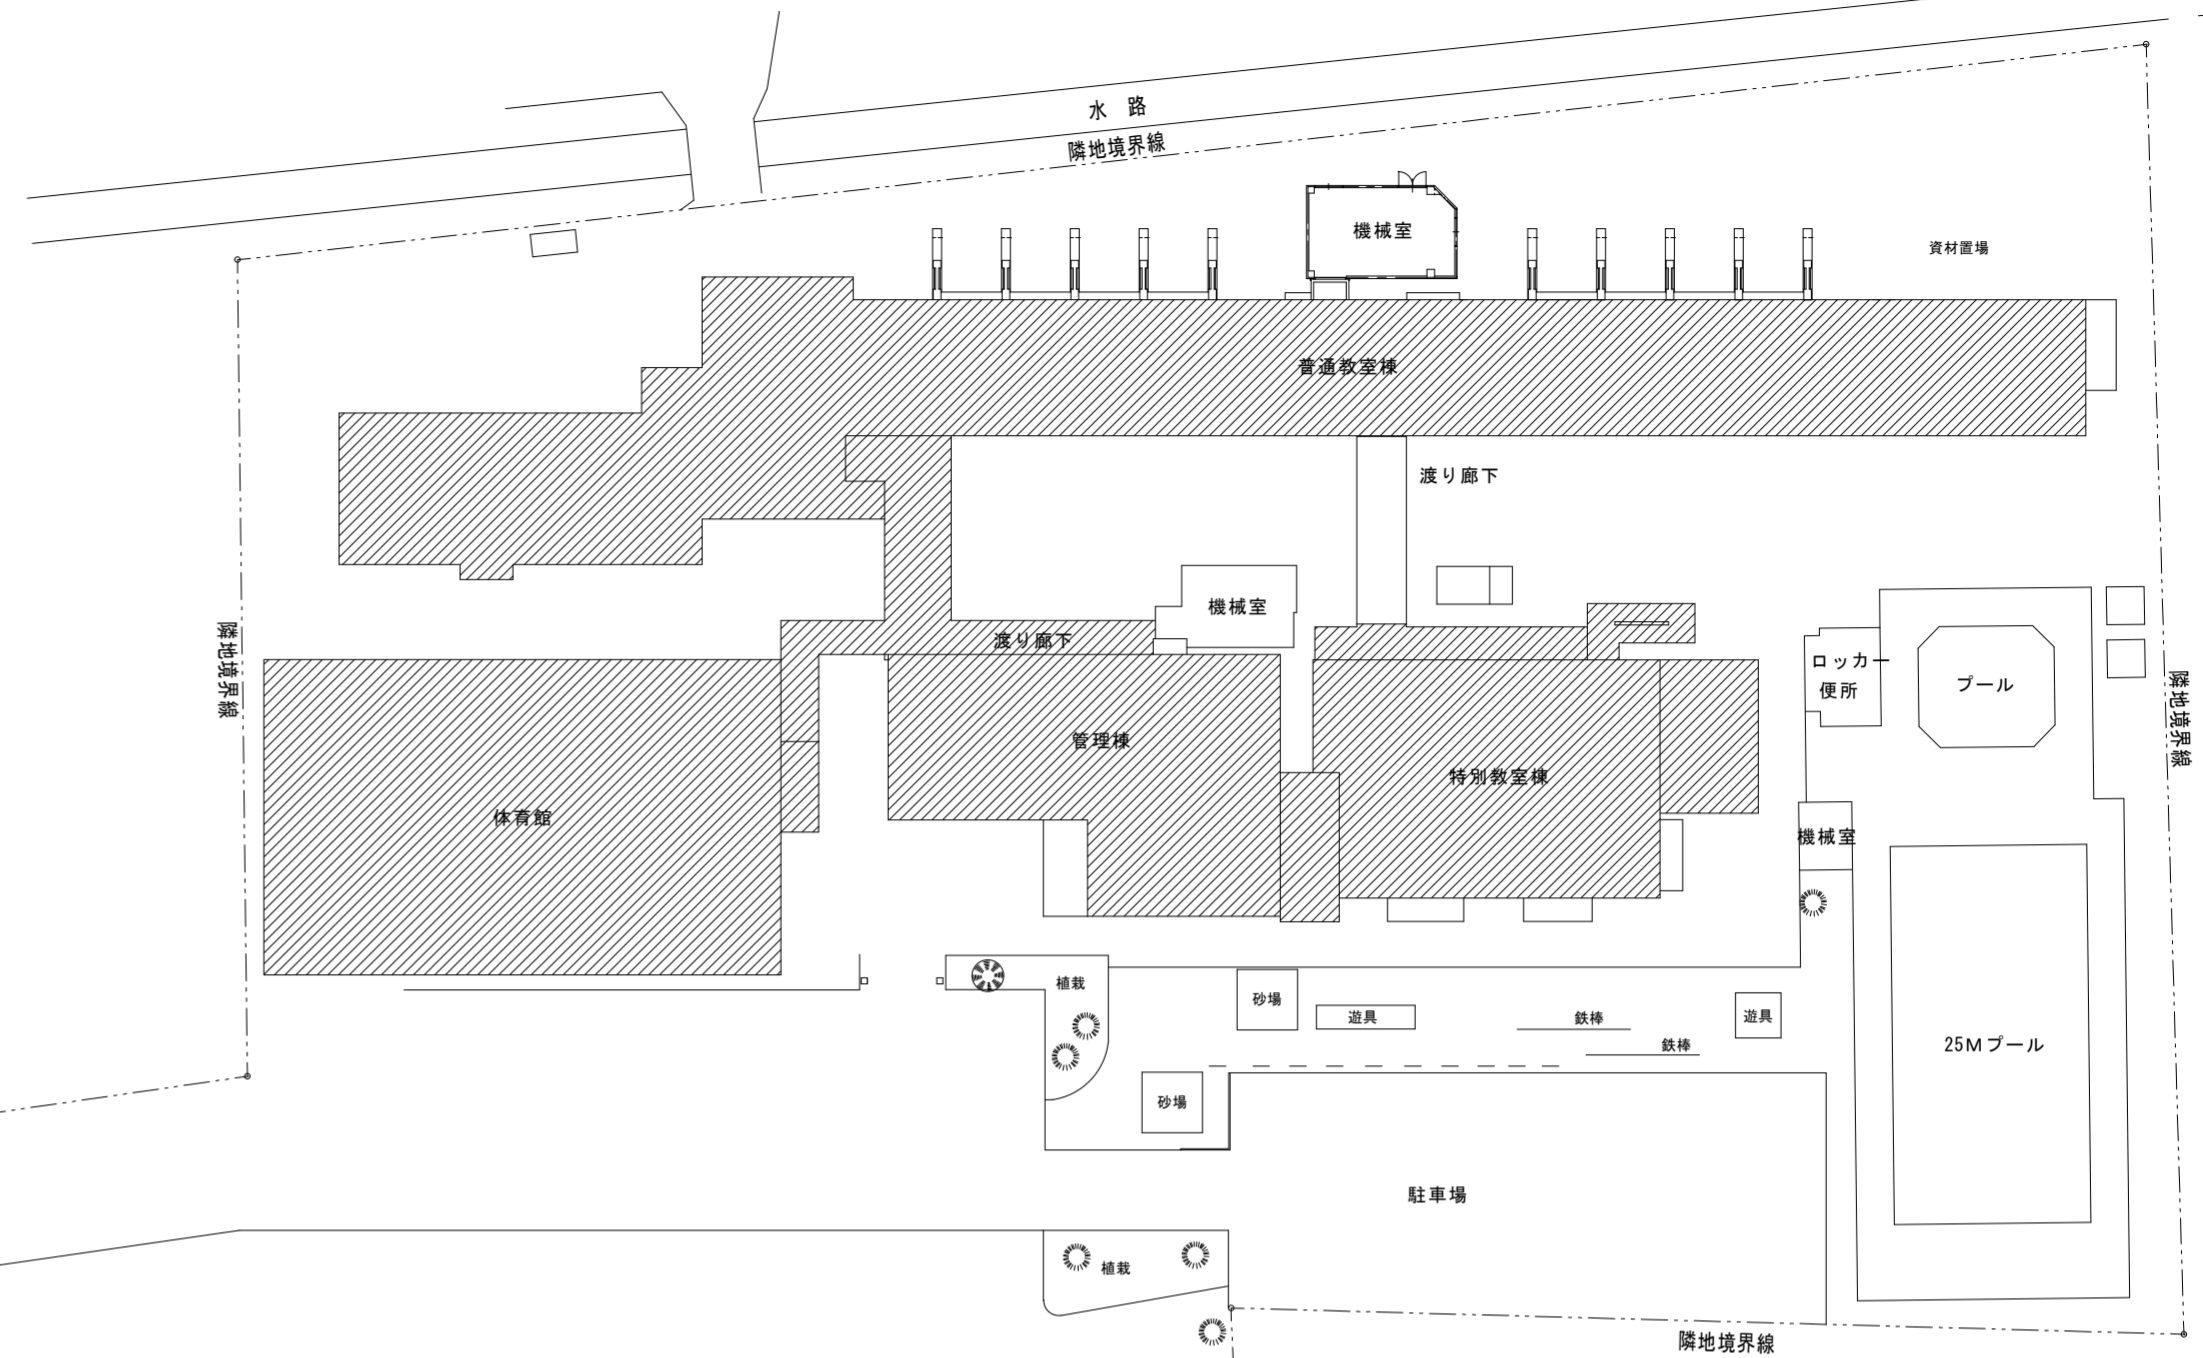 水　路
隣地境界線
機械室
資材置場
普通教室棟
渡り廊下
機械室
渡り廊下
隣地境界線
ロッカー
便所
プール
隣地境界線
管理棟
特別教室棟
体育館
機械室
植栽
砂場
遊具
鉄棒
遊具
鉄棒
25Mプール
砂場
駐車場
植栽
隣地境界線